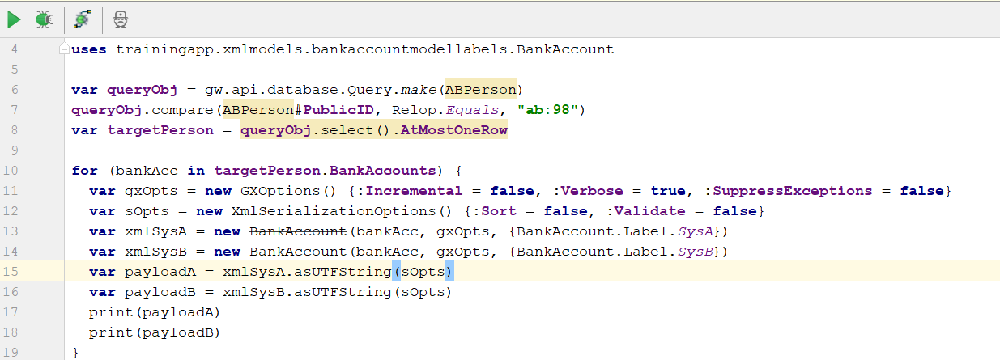 4 uses trainingapp.xmlmodels.bankaccountmodellabels.BankAccount
5
6 var queryObj = gw.api.database.Query.make(ABPerson)
7 queryObj.compare(ABPerson#PublicID, Relop.Equals, "ab:98")
8 var targetPerson = queryObj.select().AtMostOneRow
9
10 for (bankAcc in targetPerson.BankAccounts) {
11   var gxOpts = new GXOptions() {:Incremental = false, :Verbose = true, :SuppressExceptions = false}
12   var sOpts = new XmlSerializationOptions() {:Sort = false, :Validate = false}
13   var xmlSysA = new BankAccount(bankAcc, gxOpts, {BankAccount.Label.SysA})
14   var xmlSysB = new BankAccount(bankAcc, gxOpts, {BankAccount.Label.SysB})
15   var payloadA = xmlSysA.asUTFString(sOpts)
16   var payloadB = xmlSysB.asUTFString(sOpts)
17   print(payloadA)
18   print(payloadB)
19 }